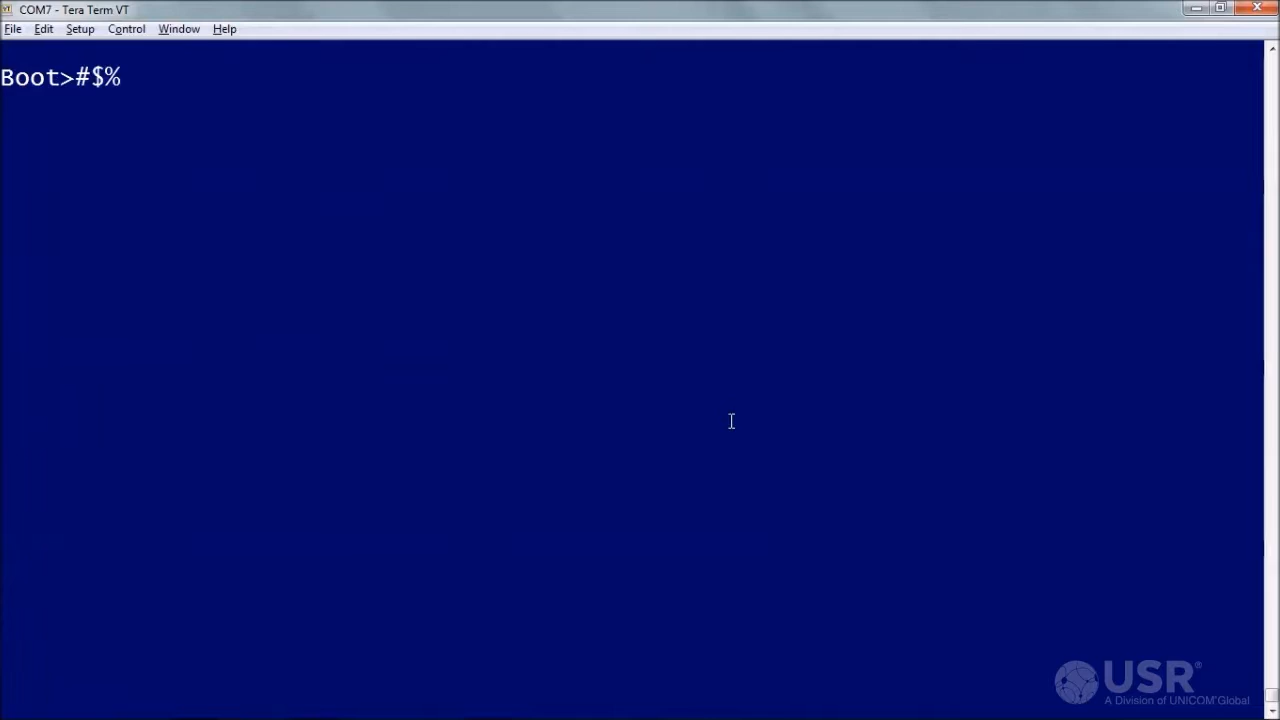 COM7 - Tera Term VT
File Edit Setup Control Window Help
Boot>#$%
USR®
A Division of UNICOM®Global